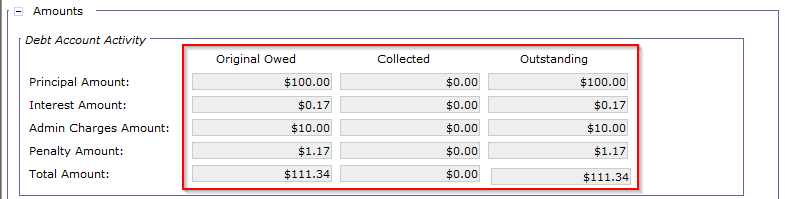 Amounts
Debt Account Activity
Original Owed Collected Outstanding
Principal Amount: $100.00 $0.00 $100.00
Interest Amount: $0.17 $0.00 $0.17
Admin Charges Amount: $10.00 $0.00 $10.00
Penalty Amount: $1.17 $0.00 $1.17
Total Amount: $111.34 $0.00 $111.34